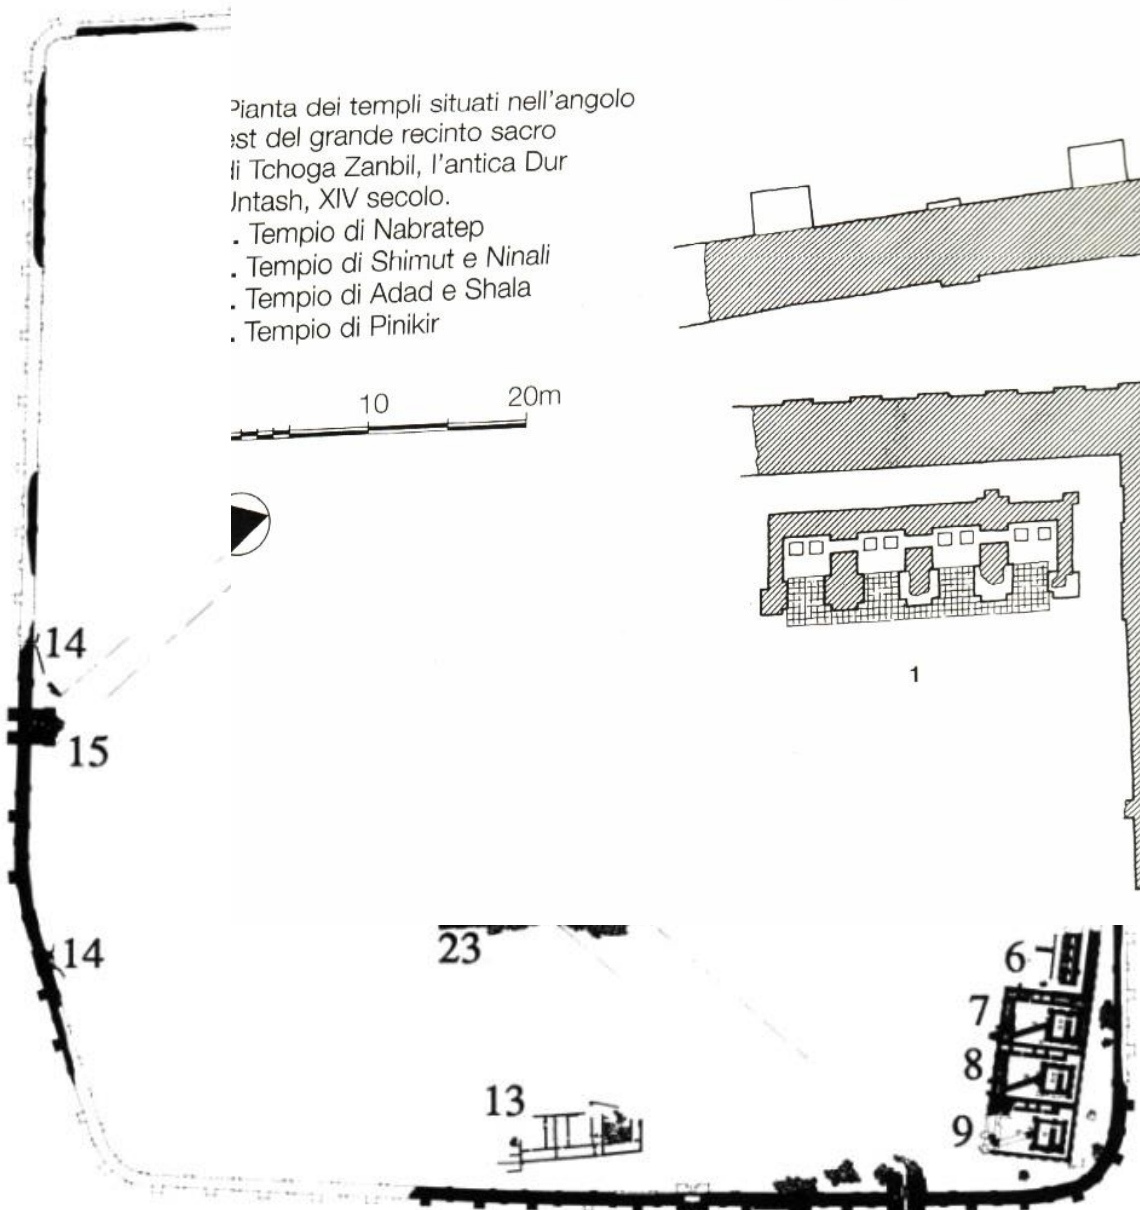 Pianta dei templi situati nell'angolo
est del grande recinto sacro
di Tchoga Zanbil, l'antica Dur
Untash, XIV secolo.
. Tempio di Nabratep
. Tempio di Shimut e Ninali
. Tempio di Adad e Shala
. Tempio di Pinikir
10 20m
14
1
15
14
23
6
7
8
13
9